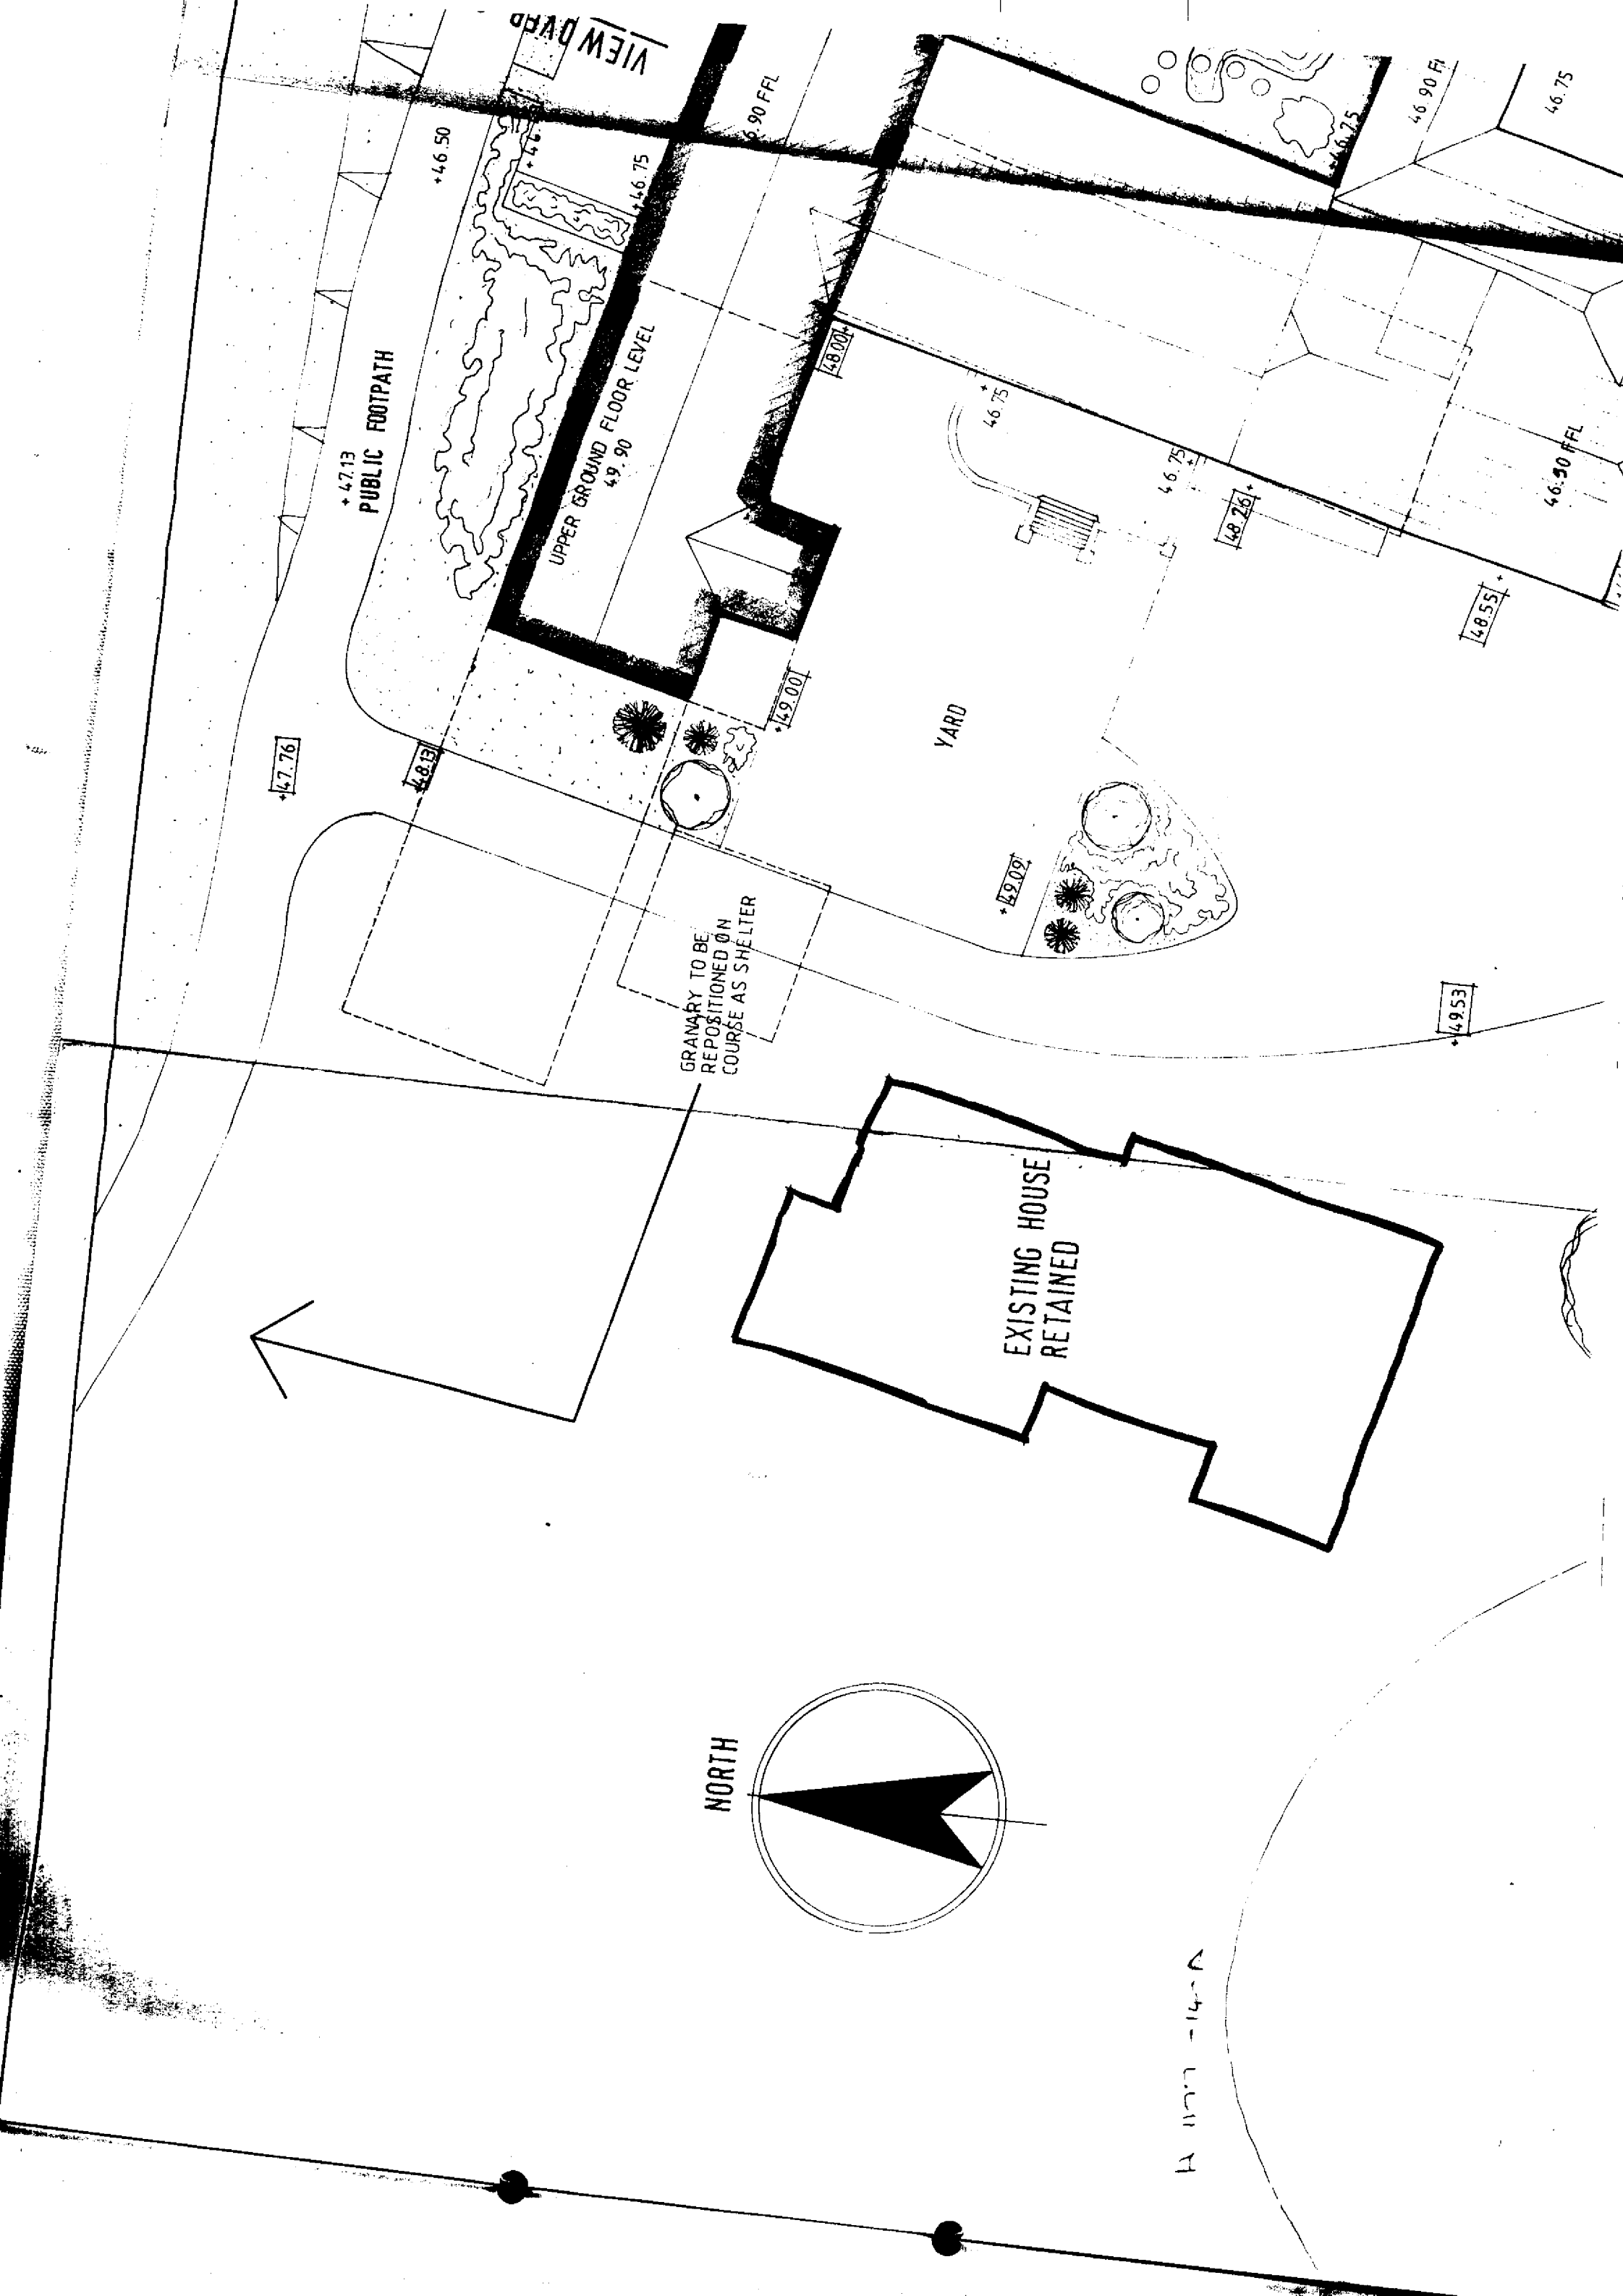 VIEW OVER
+46.50
+46.75
+46.75
46.90 FFL
46.75
+47.13
PUBLIC FOOTPATH
UPPER GROUND FLOOR LEVEL
49.90
48.00
46.75
46.75
48.26
46.90 FFL
48.55
+47.76
+48.13
49.00
YARD
49.09
49.53
GRANARY TO BE
REPOSITIONED ON
COURSE AS SHELTER
EXISTING HOUSE
RETAINED
NORTH